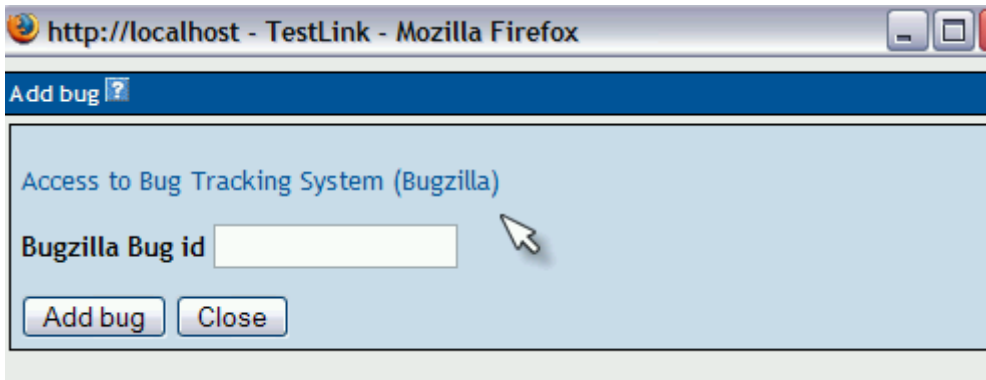 http://localhost - TestLink - Mozilla Firefox
Add bug ?
Access to Bug Tracking System (Bugzilla)
Bugzilla Bug id
Add bug Close